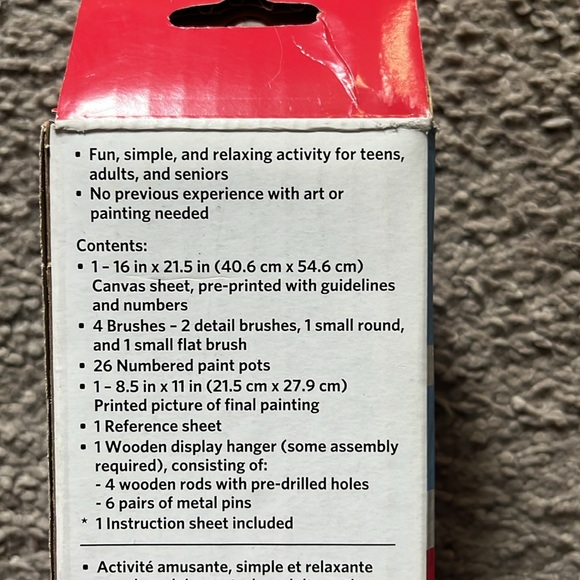 • Fun, simple, and relaxing activity for teens,
adults, and seniors
• No previous experience with art or
painting needed
Contents:
• 1 – 16 in x 21.5 in (40.6 cm x 54.6 cm)
Canvas sheet, pre-printed with guidelines
and numbers
• 4 Brushes – 2 detail brushes, 1 small round,
and 1 small flat brush
• 26 Numbered paint pots
• 1 – 8.5 in x 11 in (21.5 cm x 27.9 cm)
Printed picture of final painting
• 1 Reference sheet
• 1 Wooden display hanger (some assembly
required), consisting of:
- 4 wooden rods with pre-drilled holes
- 6 pairs of metal pins
* 1 Instruction sheet included
• Activité amusante, simple et relaxante